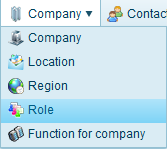 Company Contac
Company
Location
Region
Role
Function for company